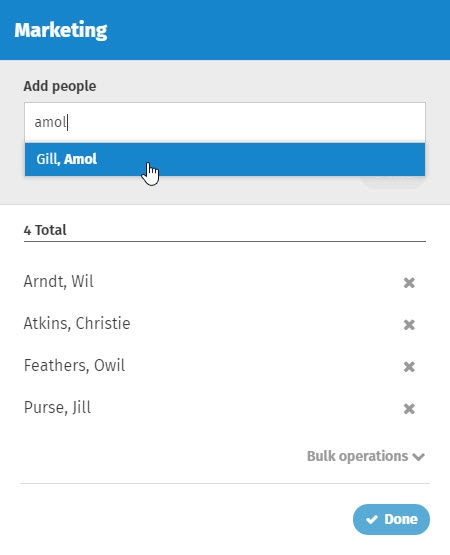 Marketing
Add people
amol
Gill, Amol
4 Total
Arndt, Wil
Atkins, Christie
Feathers, Owil
Purse, Jill
Bulk operations
Done